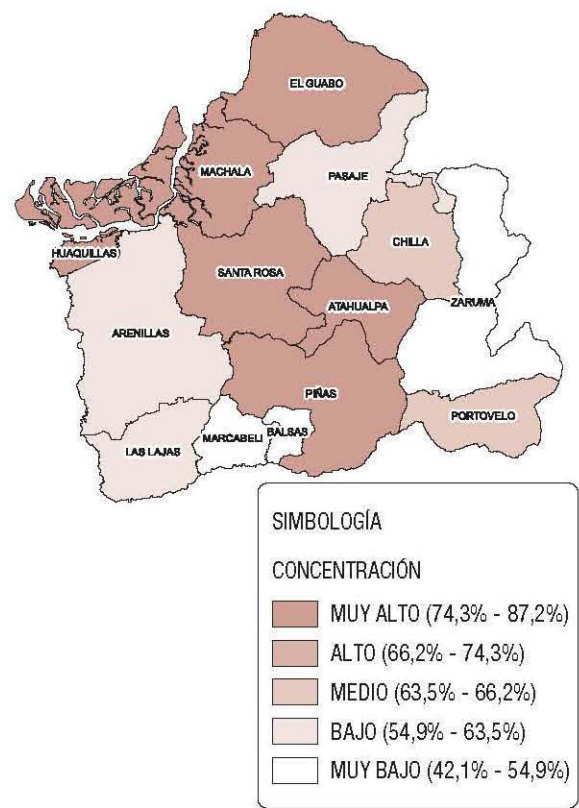 EL GUABO
MACHALA
PASAJE
HUAQUILLAS
CHILLA
SANTA ROSA
ATAHUALPA
ZARUMA
ARENILLAS
PIÑAS
PORTOVELO
LAS LAJAS
MARCABELI
BALSAS
SIMBOLOGÍA
CONCENTRACIÓN
MUY ALTO (74,3% - 87,2%)
ALTO (66,2% - 74,3%)
MEDIO (63,5% - 66,2%)
BAJO (54,9% - 63,5%)
MUY BAJO (42,1% - 54,9%)